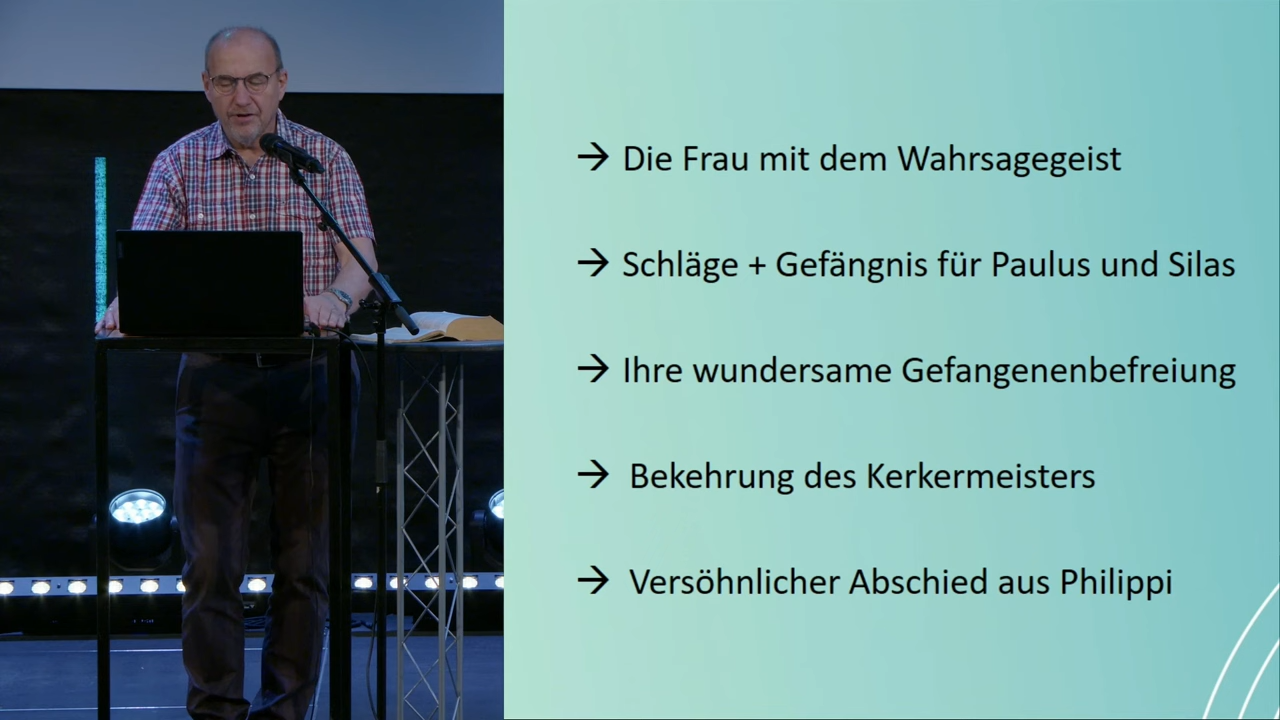 → Die Frau mit dem Wahrsagegeist
→ Schläge + Gefängnis für Paulus und Silas
→ Ihre wundersame Gefangenenbefreiung
→ Bekehrung des Kerkermeisters
→ Versöhnlicher Abschied aus Philippi